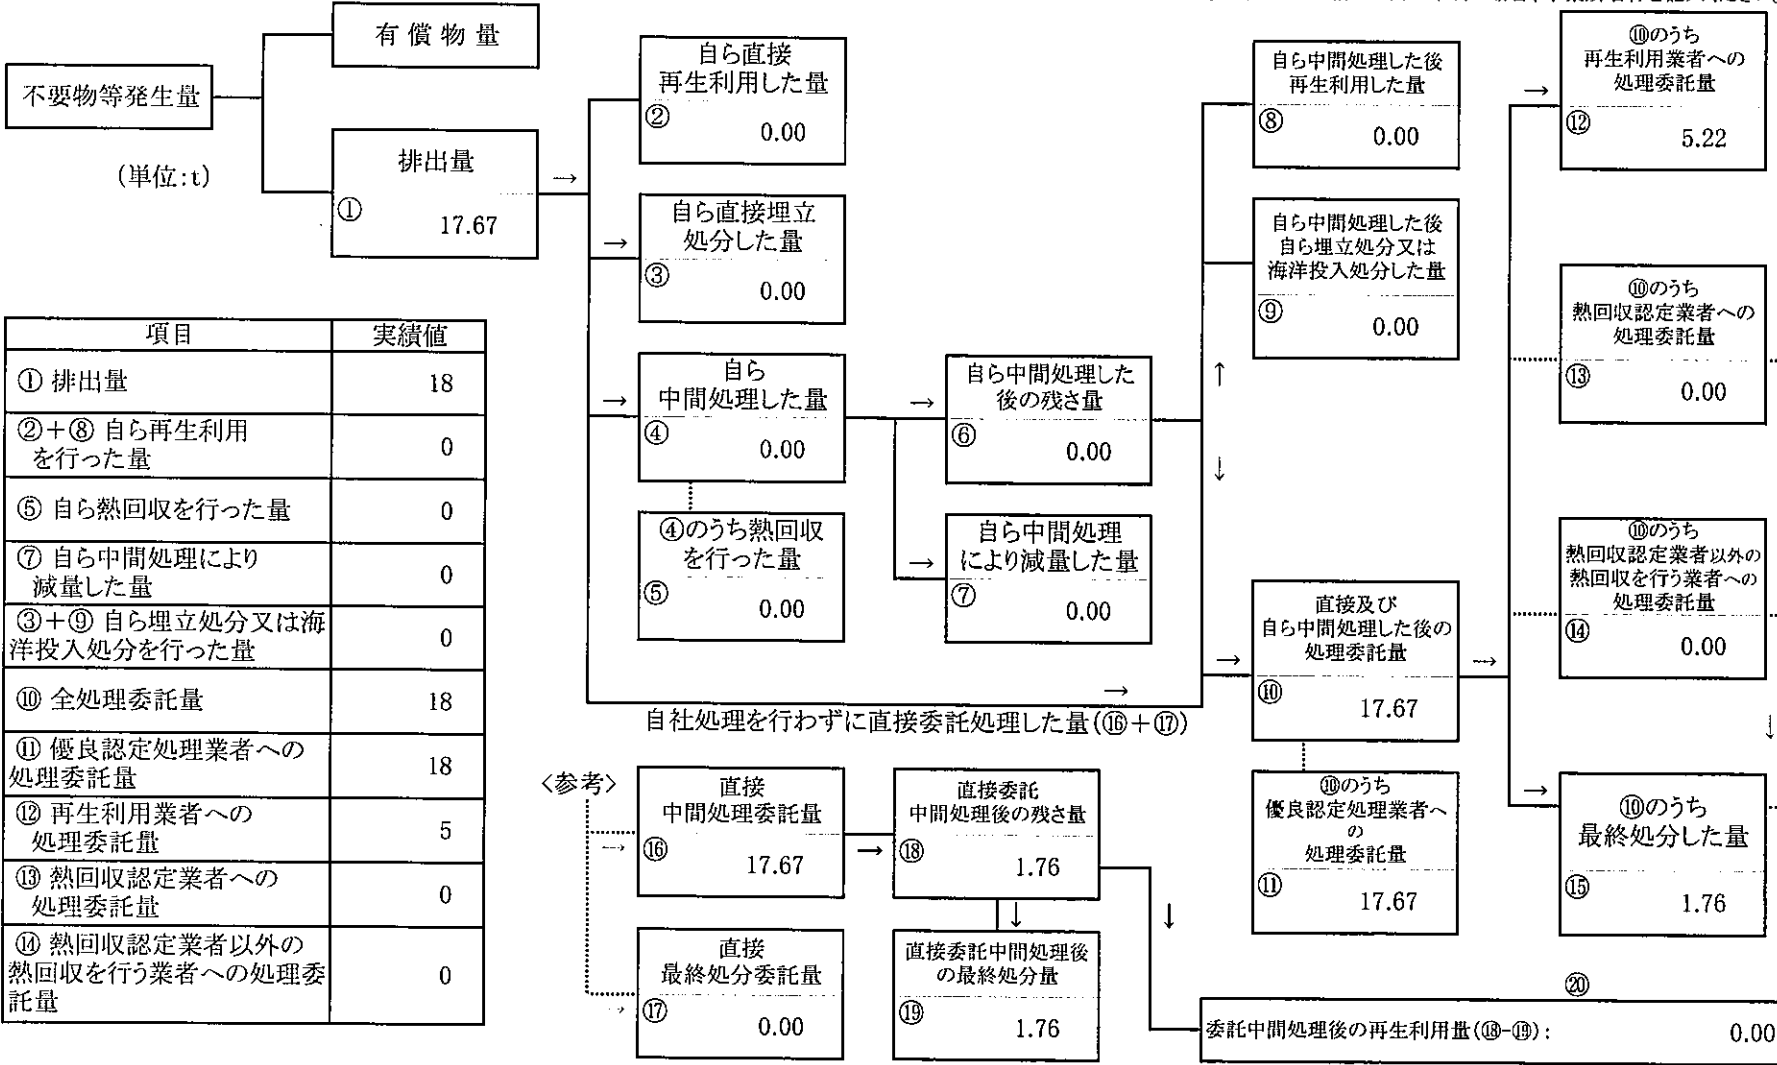 不要物等発生量
有償物量
(単位:t)
排出量
①
17.67
→
自ら直接
再生利用した量
②
0.00
→
自ら直接埋立
処分した量
③
0.00
→
自ら
中間処理した量
④
0.00
④のうち熱回収
を行った量
⑤
0.00
→
自ら中間処理した
後の残さ量
⑥
0.00
→
自ら中間処理
により減量した量
⑦
0.00
↑
↓
自ら中間処理した後
再生利用した量
⑧
0.00
自ら中間処理した後
自ら埋立処分又は
海洋投入処分した量
⑨
0.00
→
自社処理を行わずに直接委託処理した量(⑯+⑰)
→
直接及び
自ら中間処理した後の
処理委託量
⑩
17.67
⑩のうち
優良認定処理業者へ
の
処理委託量
⑪
17.67
→
→
⑩のうち
再生利用業者への
処理委託量
⑫
5.22
⑩のうち
熱回収認定業者への
処理委託量
⑬
0.00
⑩のうち
熱回収認定業者以外の
熱回収を行う業者への
処理委託量
⑭
0.00
↓
→
⑩のうち
最終処分した量
⑮
1.76
項目 実績値
① 排出量 18
②+⑧ 自ら再生利用
を行った量 0
⑤ 自ら熱回収を行った量 0
⑦ 自ら中間処理により
減量した量 0
③+⑨ 自ら埋立処分又は海
洋投入処分を行った量 0
⑩ 全処理委託量 18
⑪ 優良認定処理業者への
処理委託量 18
⑫ 再生利用業者への
処理委託量 5
⑬ 熱回収認定業者への
処理委託量 0
⑭ 熱回収認定業者以外の
熱回収を行う業者への処理委
託量 0
<参考>
→
直接
中間処理委託量
⑯
17.67
→
直接委託
中間処理後の残さ量
⑱
1.76
↓
↓
→
直接
最終処分委託量
⑰
0.00
直接委託中間処理後
の最終処分量
⑲
1.76
⑳
委託中間処理後の再生利用量(⑱-⑲): 0.00